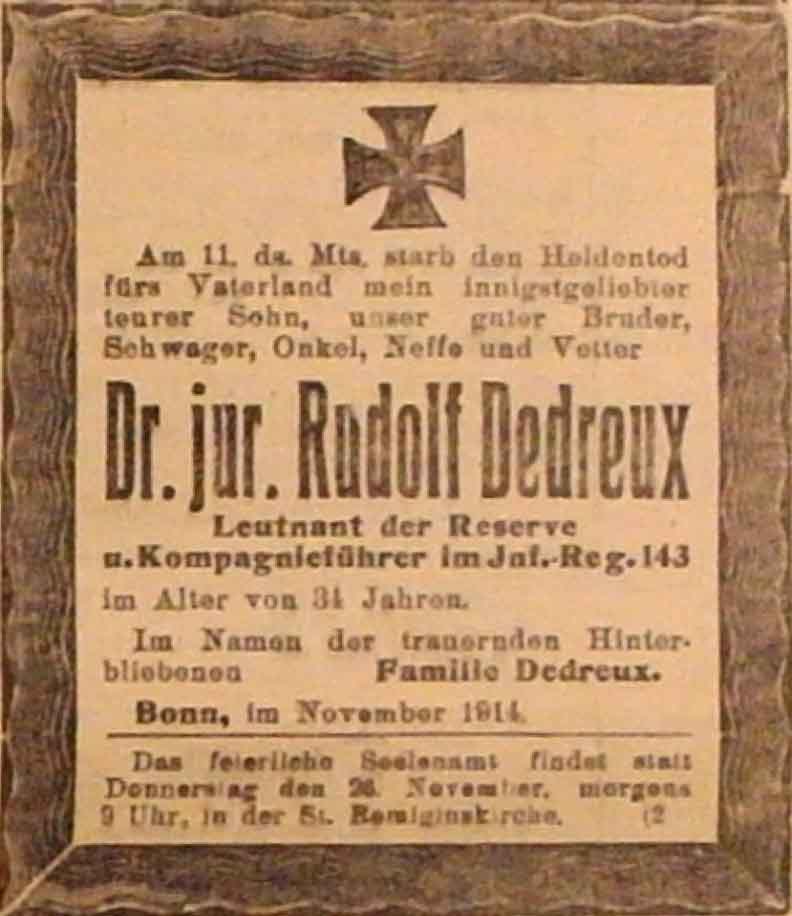 Am 11. ds. Mts. starb den Heldentod
fürs Vaterland mein innigstgeliebter
teurer Sohn, unser guter Bruder,
Schwager, Onkel, Neffe und Vetter
Dr. jur. Rudolf Dedreux
Leutnant der Reserve
u. Kompagnieführer im Jnf.-Reg. 143
im Alter von 34 Jahren.
Im Namen der trauernden Hinter-
bliebenen Familie Dedreux.
Bonn, im November 1914.
Das feierliche Seelenamt findet statt
Donnerstag den 26. November, morgens
9 Uhr, in der St. Remigiuskirche. (2